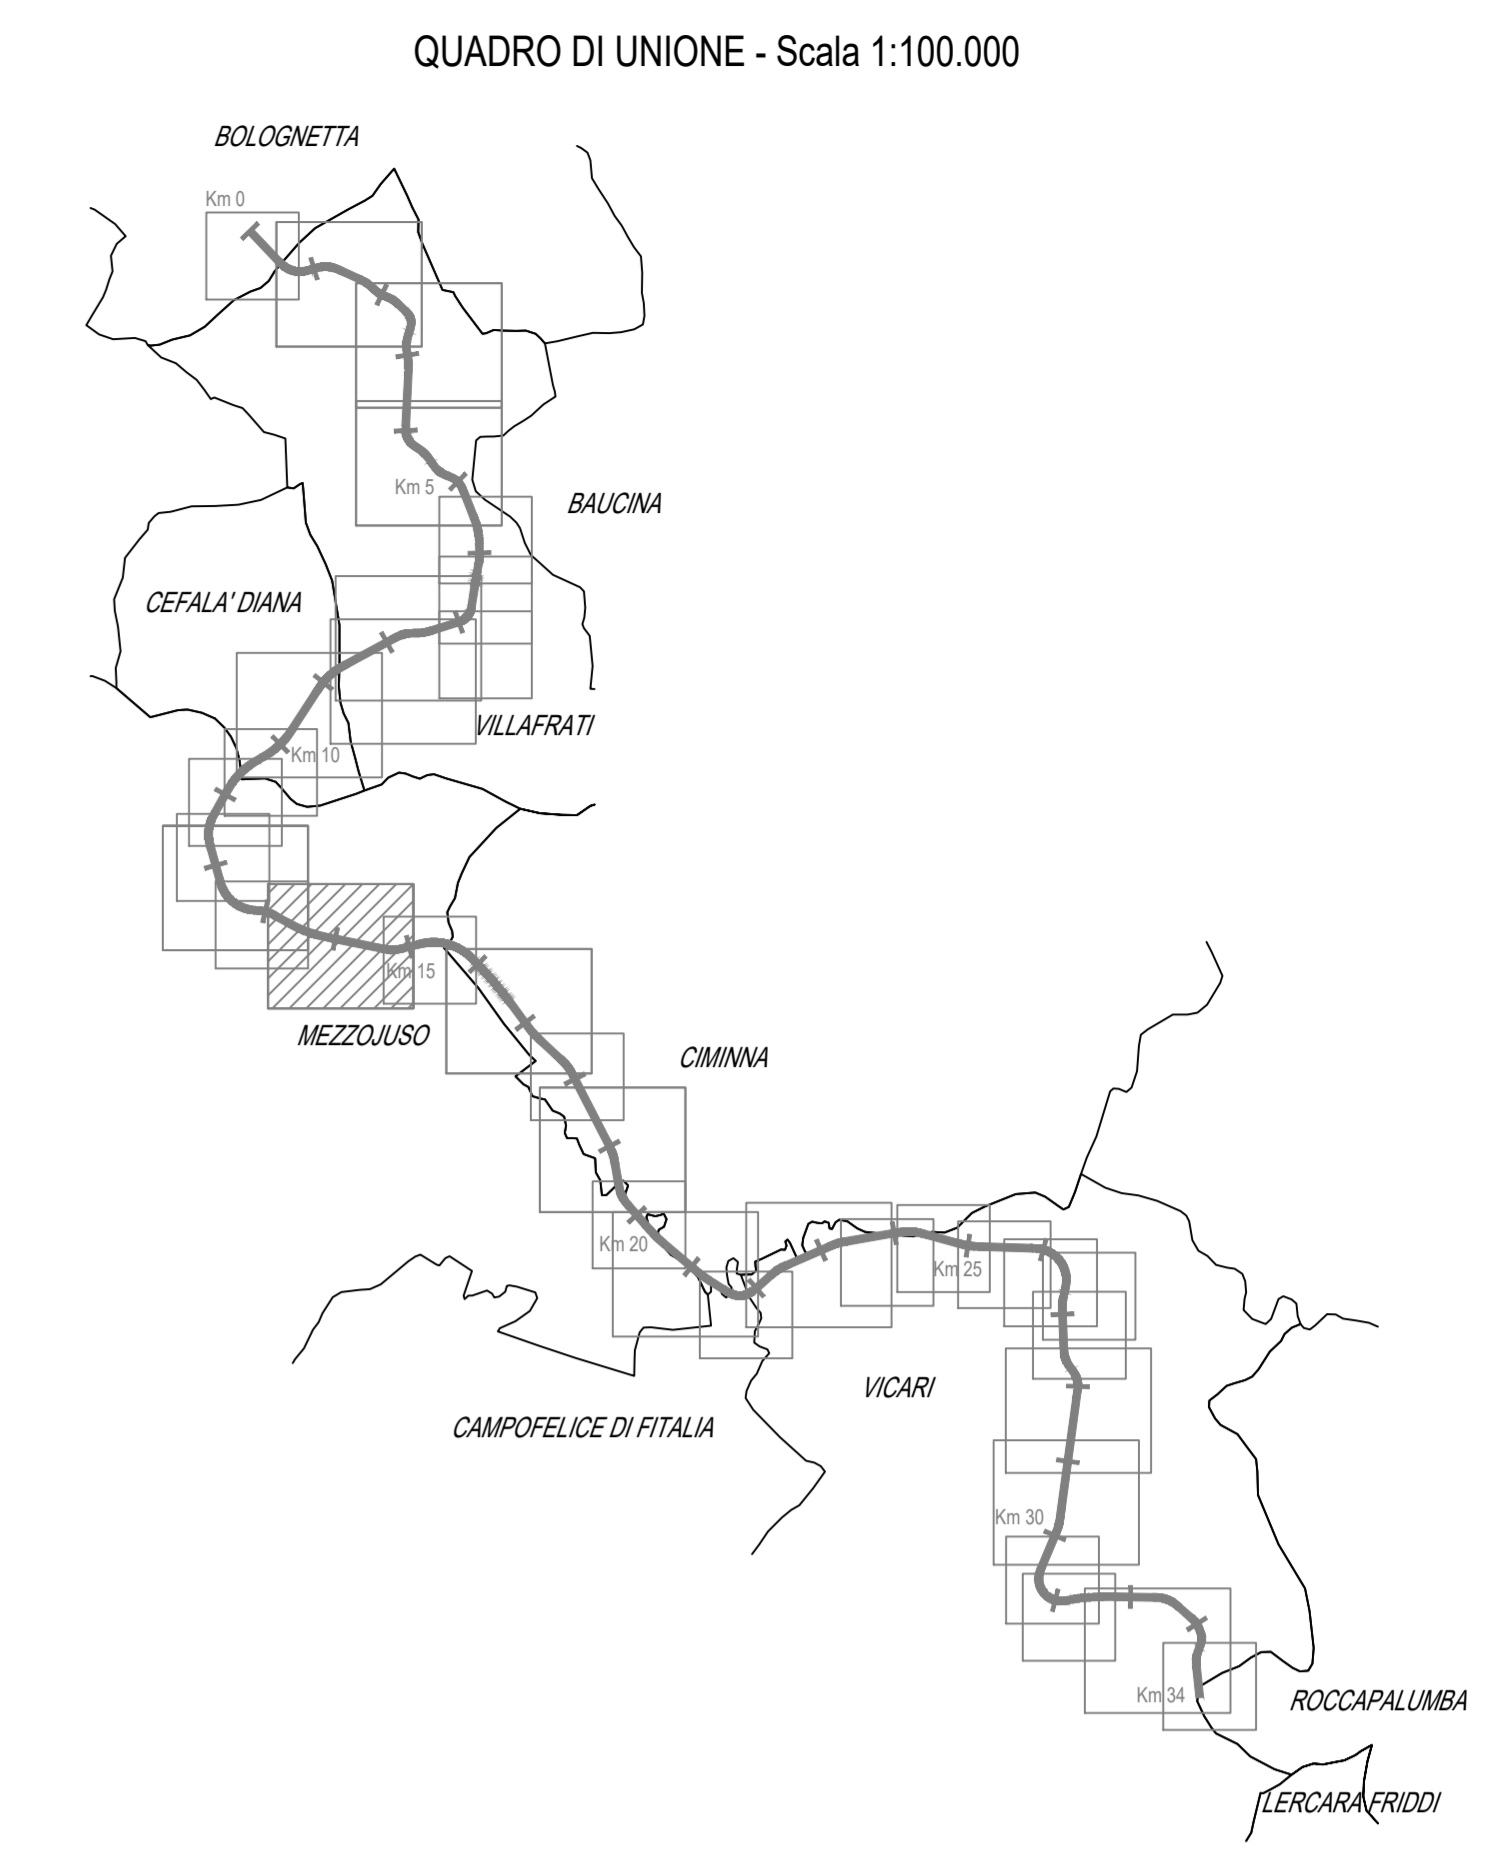 QUADRO DI UNIONE - Scala 1:100.000
BOLOGNETTA
Km 0
Km 5
BAUCINA
CEFALA' DIANA
VILLAFRATI
Km 10
Km 15
MEZZOJUSO
CIMINNA
Km 20
Km 25
VICARI
CAMPOFELICE DI FITALIA
Km 30
Km 34
ROCCAPALUMBA
LERCARA FRIDDI